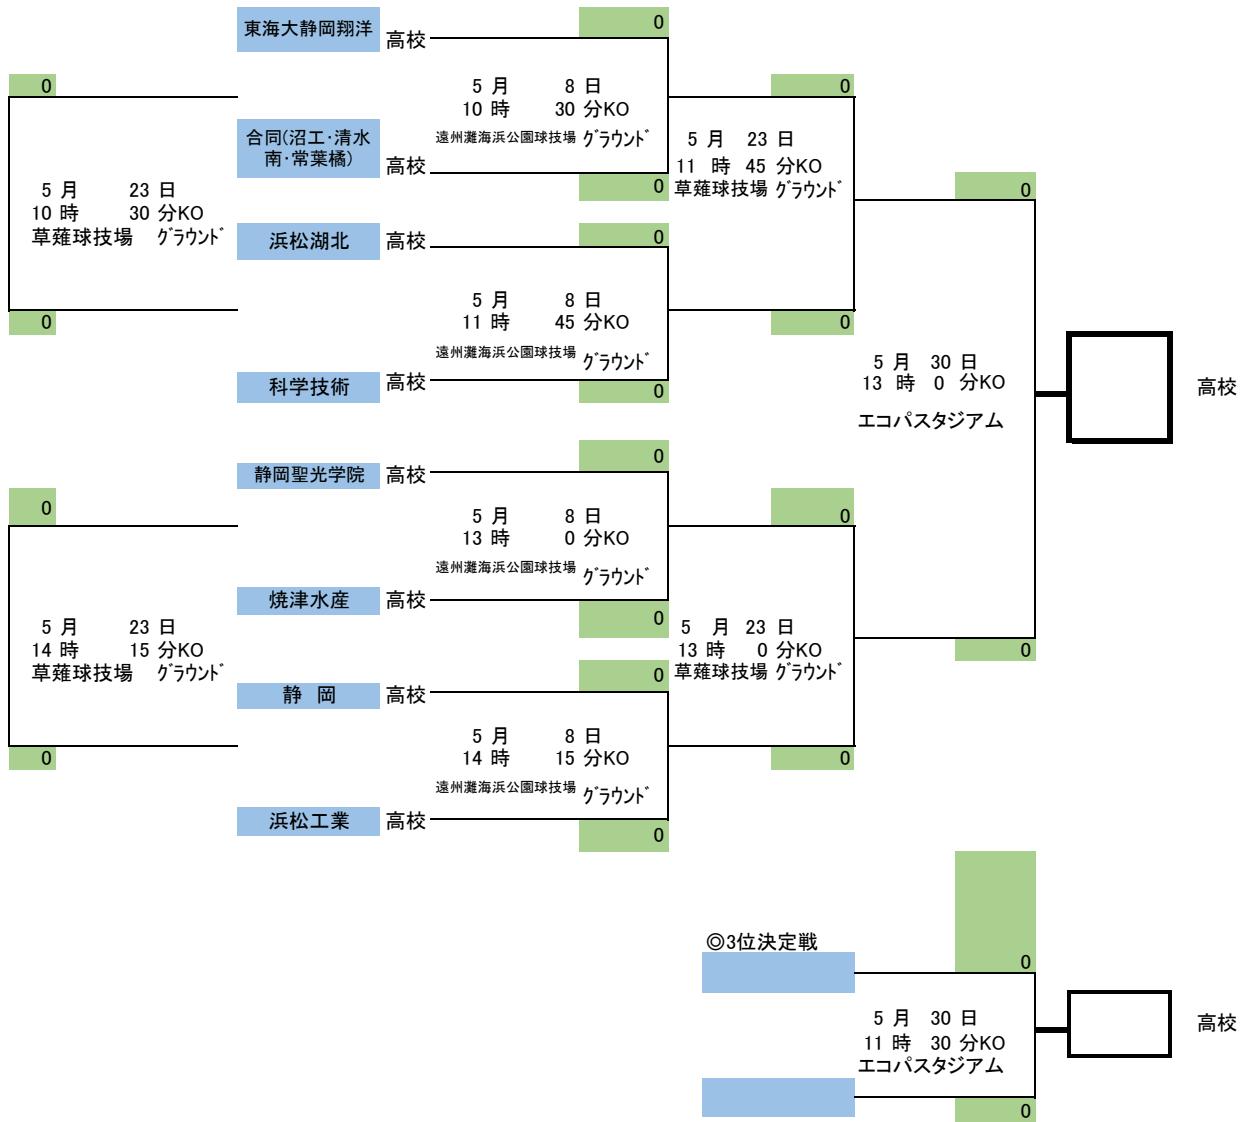 東海大静岡翔洋 高校
0
5 月 8 日
10 時 30 分KO
遠州灘海浜公園球技場 ｸﾞﾗｳﾝﾄﾞ
合同(沼工･清水
南･常葉橘) 高校
0
浜松湖北 高校
0
5 月 8 日
11 時 45 分KO
遠州灘海浜公園球技場 ｸﾞﾗｳﾝﾄﾞ
科学技術 高校
0
静岡聖光学院 高校
0
5 月 8 日
13 時 0 分KO
遠州灘海浜公園球技場 ｸﾞﾗｳﾝﾄﾞ
焼津水産 高校
0
静 岡 高校
0
5 月 8 日
14 時 15 分KO
遠州灘海浜公園球技場 ｸﾞﾗｳﾝﾄﾞ
浜松工業 高校
0
0
5 月 23 日
10 時 30 分KO
草薙球技場 ｸﾞﾗｳﾝﾄﾞ
0
0
5 月 23 日
14 時 15 分KO
草薙球技場 ｸﾞﾗｳﾝﾄﾞ
0
0
5 月 23 日
11 時 45 分KO
草薙球技場 ｸﾞﾗｳﾝﾄﾞ
0
0
5 月 23 日
13 時 0 分KO
草薙球技場 ｸﾞﾗｳﾝﾄﾞ
0
0
5 月 30 日
13 時 0 分KO
エコパスタジアム
0
高校
◎3位決定戦
0
5 月 30 日
11 時 30 分KO
エコパスタジアム
0
高校